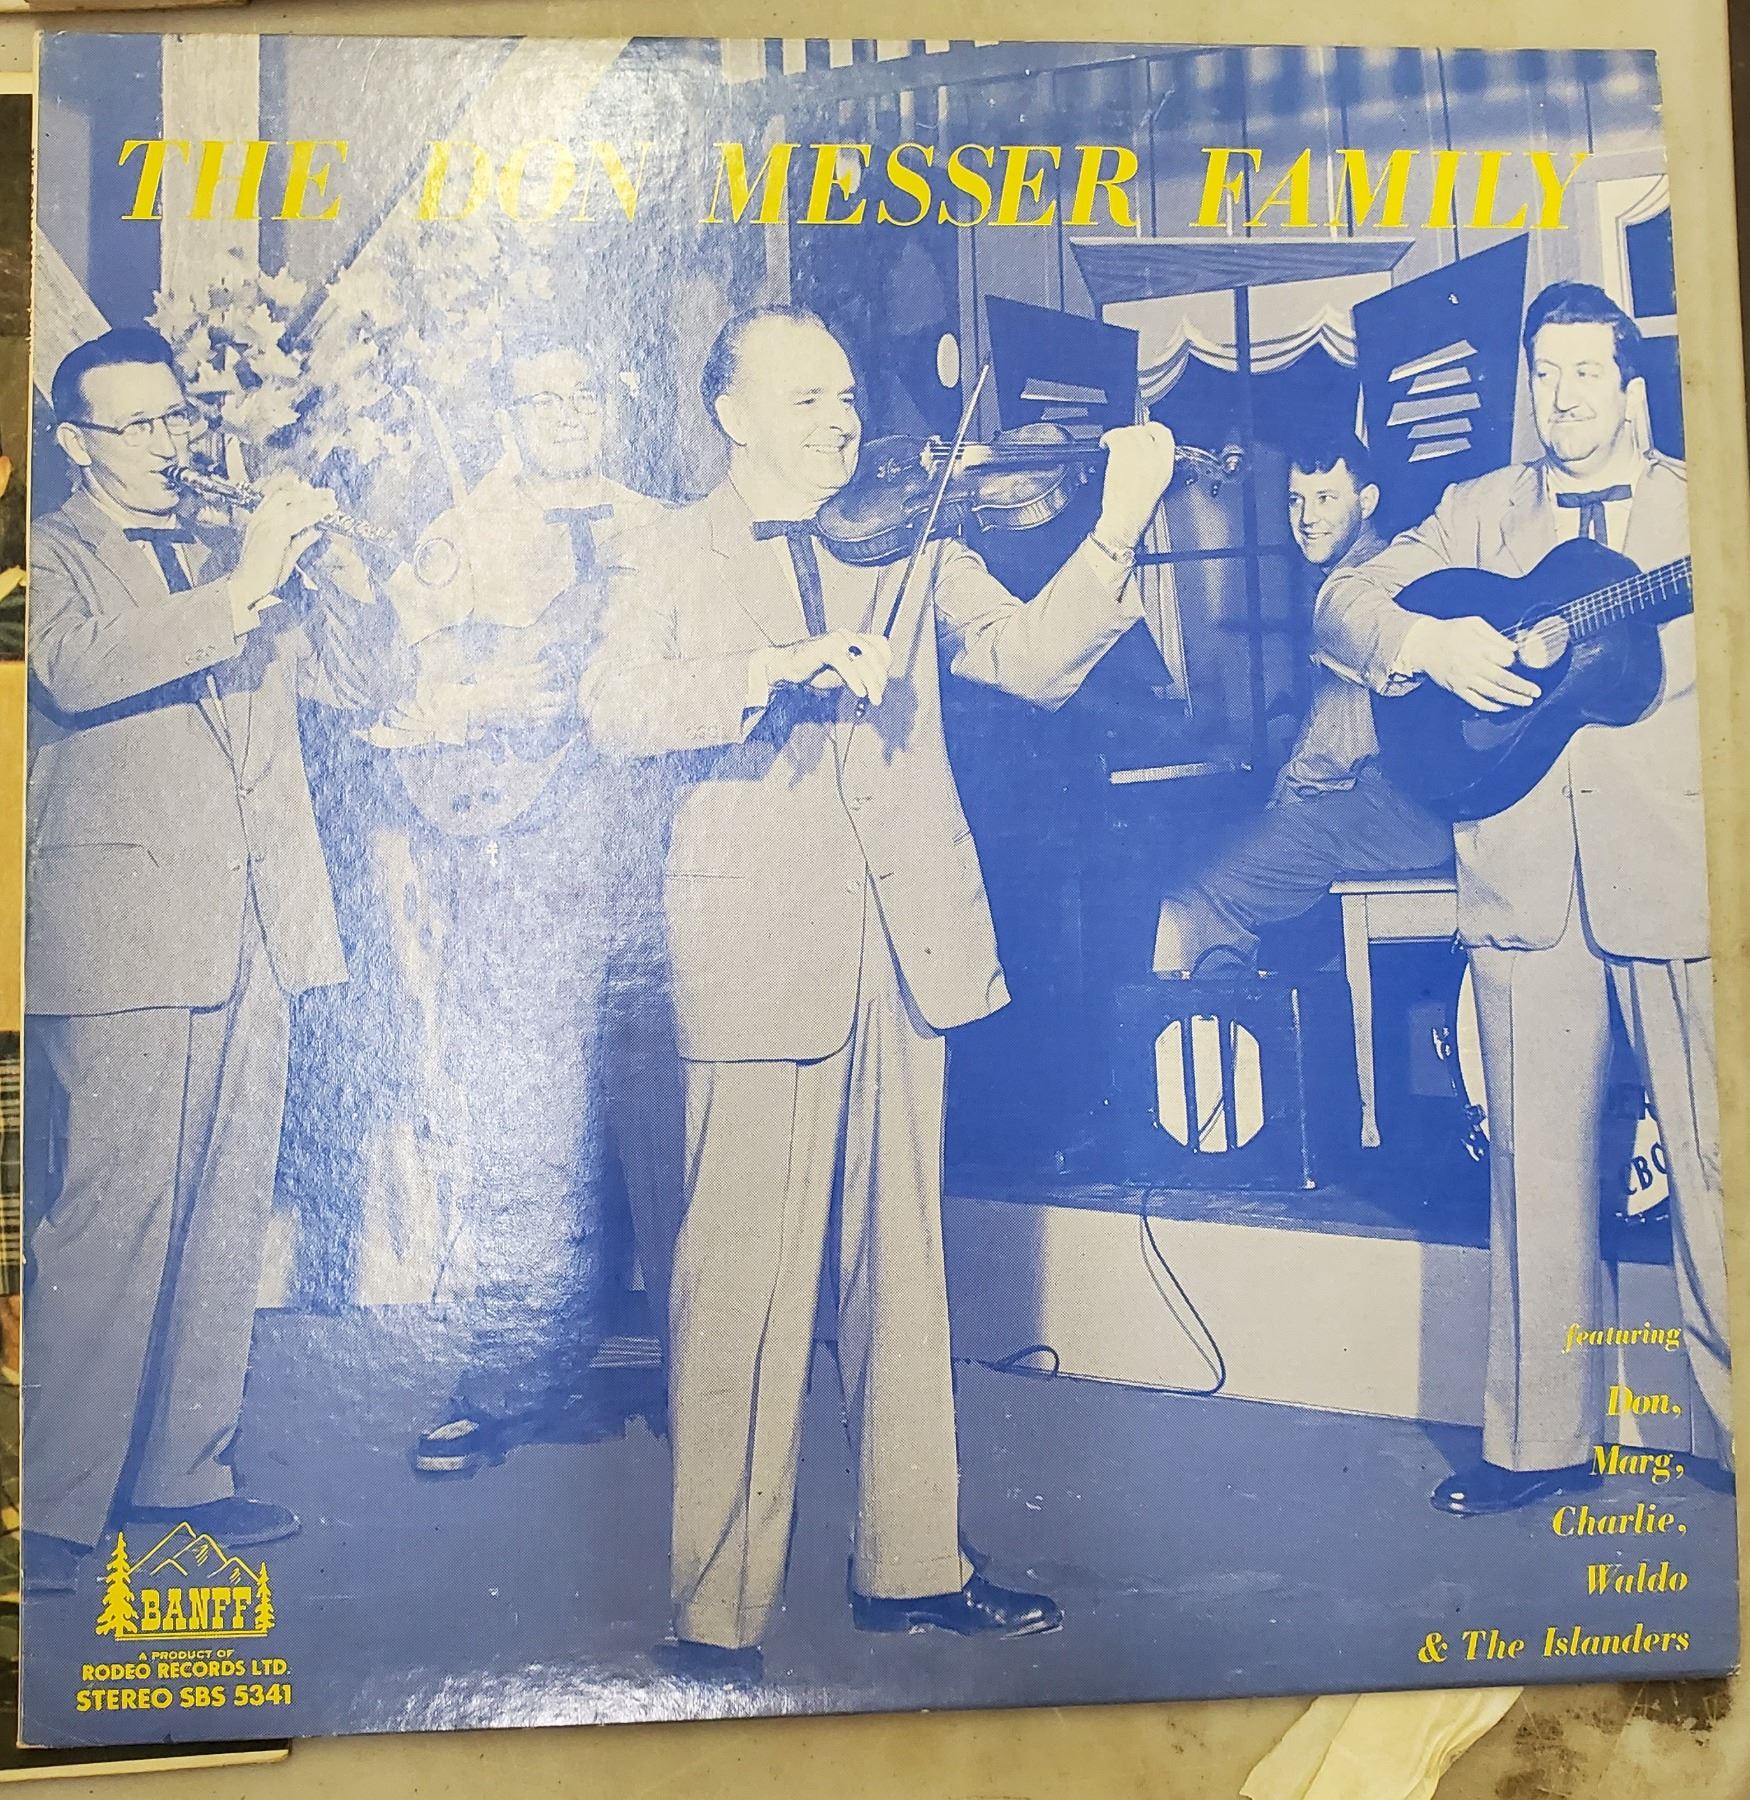 THE DON MESSER FAMILY
featuring
Don,
Marg,
Charlie,
Waldo
& The Islanders
BANFF
A PRODUCT OF
RODEO RECORDS LTD.
STEREO SBS 5341